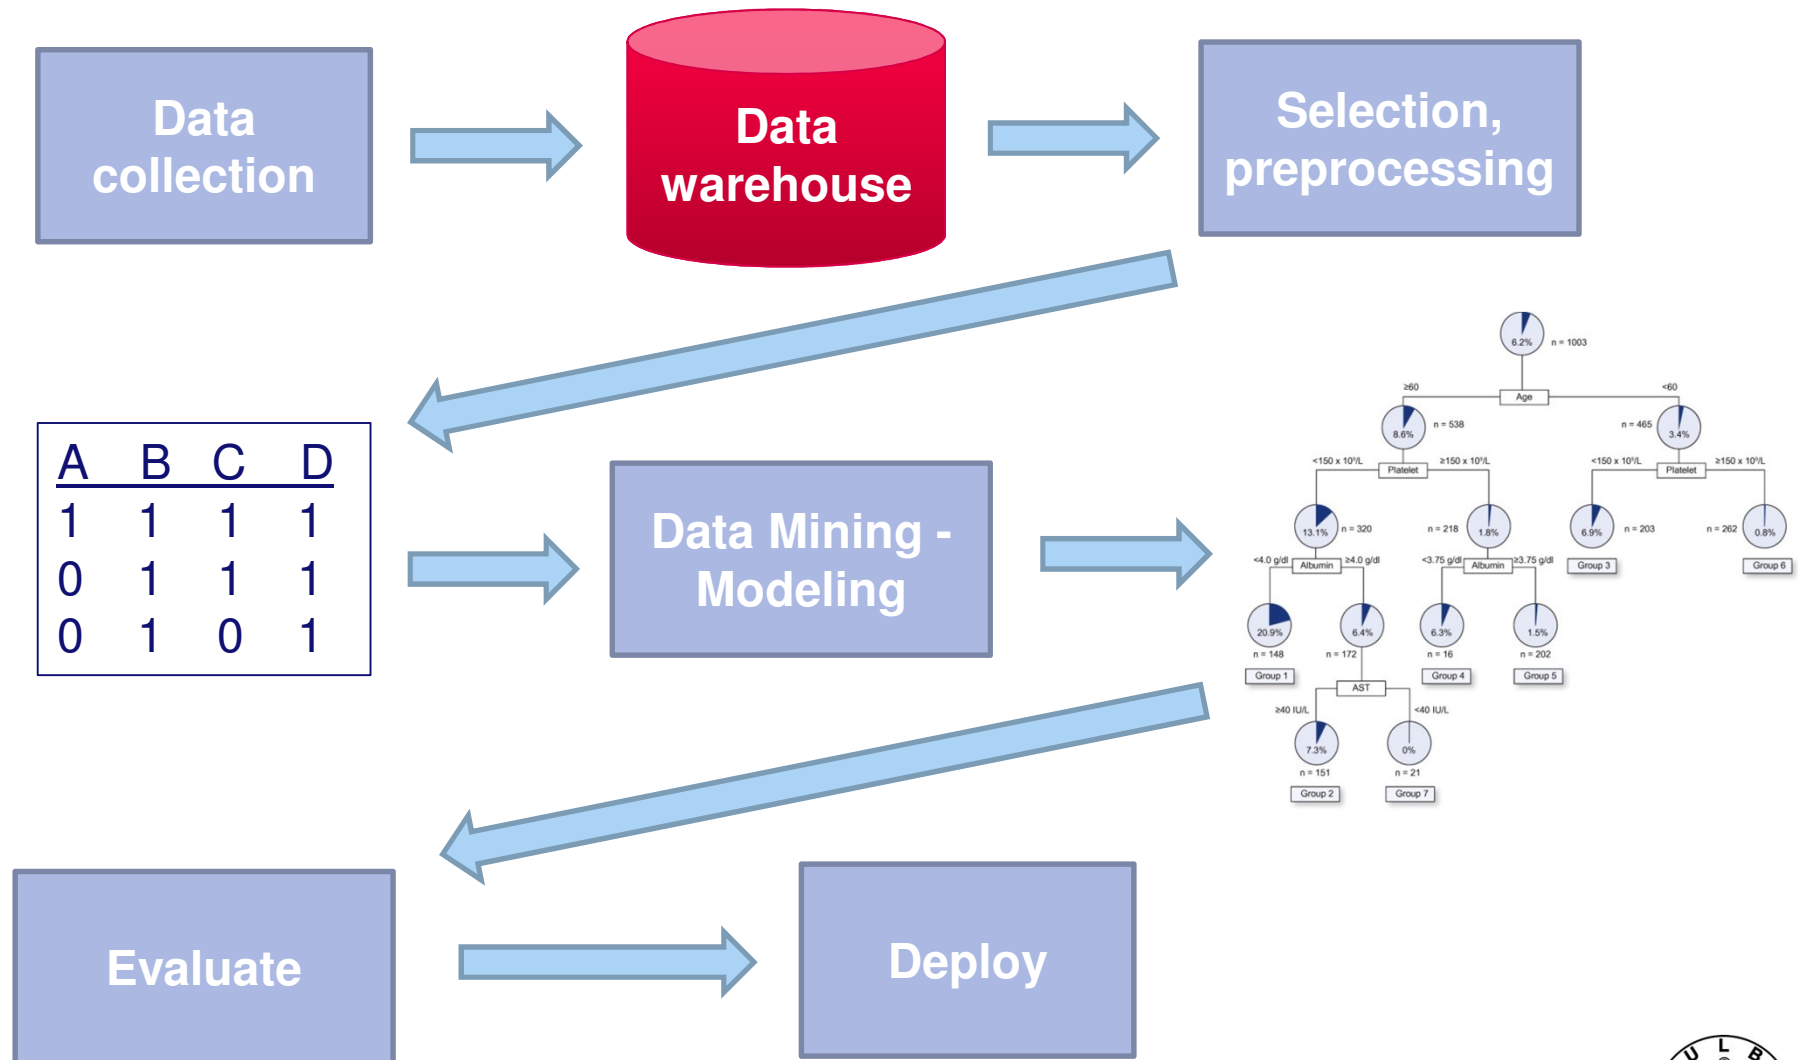 Data
collection
Data
warehouse
Selection,
preprocessing
A B C D
1 1 1 1
0 1 1 1
0 1 0 1
Data Mining -
Modeling
6.2% n = 1003
≥60 Age <60
8.6% n = 538
n = 465 3.4%
<150 x 10⁹/L Platelet ≥150 x 10⁹/L
<150 x 10⁹/L Platelet ≥150 x 10⁹/L
13.1% n = 320
n = 218 1.8%
6.9% n = 203
n = 262 0.8%
Group 3
Group 6
<4.0 g/dl Albumin ≥4.0 g/dl
<3.75 g/dl Albumin ≥3.75 g/dl
20.9%
6.4%
6.3%
1.5%
n = 148
n = 172
n = 16
n = 202
Group 1
Group 4
Group 5
AST
≥40 IU/L <40 IU/L
7.3%
0%
n = 151
n = 21
Group 2
Group 7
Evaluate
Deploy
U L B